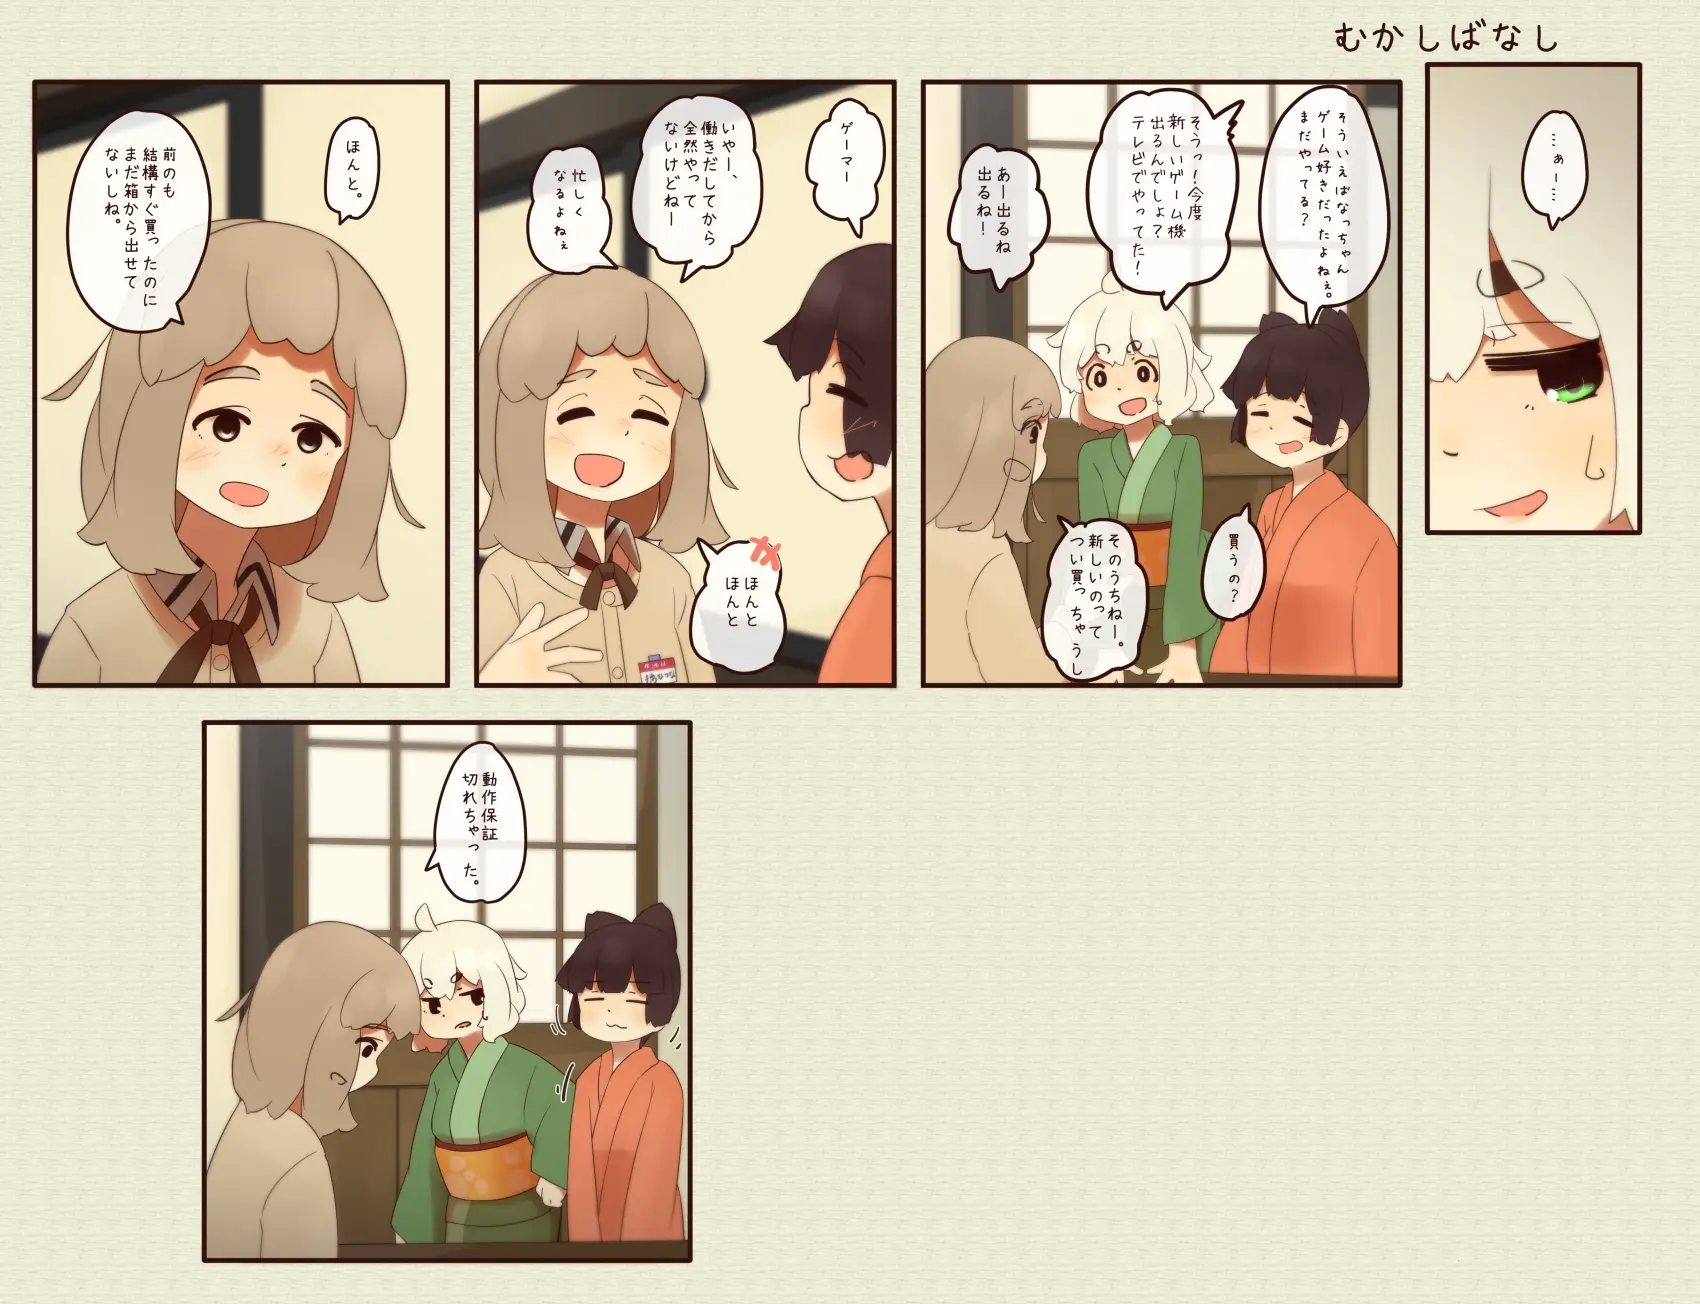 むかしばなし
…ぁー…
そういえばなっちゃん
ゲーム好きだったよねぇ。
まだやってる？
そうっ！今度
新しいゲーム機
出るんでしょ？
テレビでやってた！
あー出るね
出るね！
買うの？
そのうちねー。
新しいのって
つい買っちゃうし
ゲーマー
いやー、
働きだしてから
全然やって
ないけどねー
忙しく
なるよねぇ
ほんと
ほんと
ほんと。
前のも
結構すぐ買ったのに
まだ箱から出せて
ないしね。
動作保証
切れちゃった。